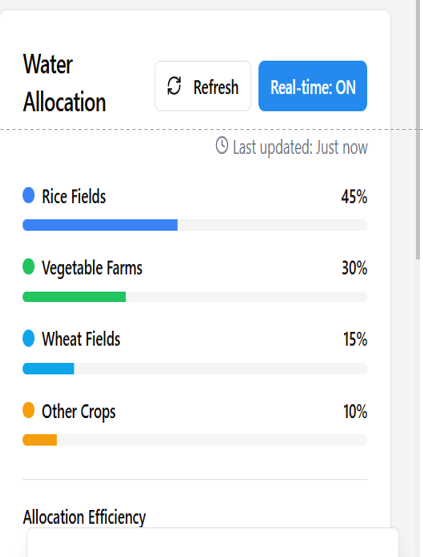 Water
Allocation
Refresh
Real-time: ON
Last updated: Just now
Rice Fields 45%
Vegetable Farms 30%
Wheat Fields 15%
Other Crops 10%
Allocation Efficiency